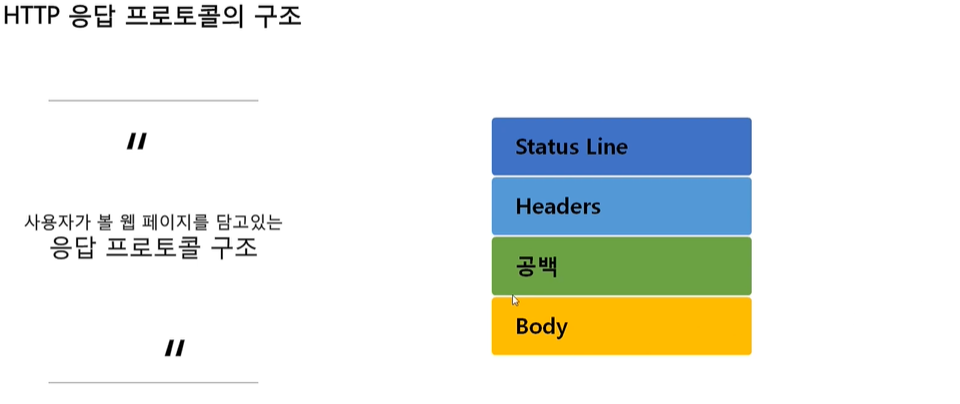 HTTP 응답 프로토콜의 구조
"
사용자가 볼 웹 페이지를 담고있는
응답 프로토콜 구조
"
Status Line
Headers
공백
Body